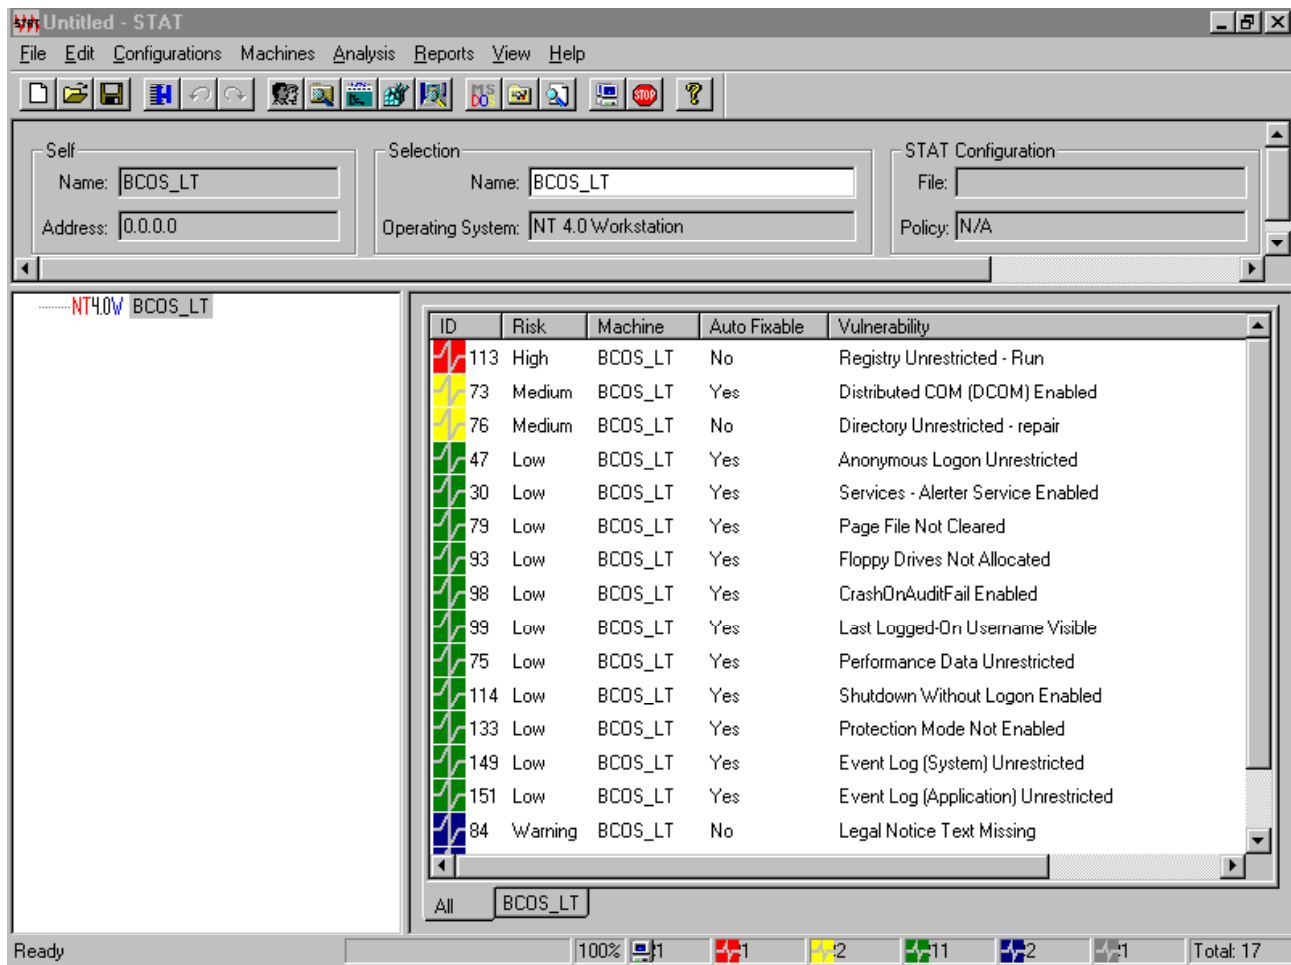 STAT Untitled - STAT
File Edit Configurations Machines Analysis Reports View Help
MS DOS STOP ?
Self Selection STAT Configuration
Name: BCOS_LT Name: BCOS_LT File:
Address: 0.0.0.0 Operating System: NT 4.0 Workstation Policy: N/A
NT4.0W BCOS_LT
ID Risk Machine Auto Fixable Vulnerability
113 High BCOS_LT No Registry Unrestricted - Run
73 Medium BCOS_LT Yes Distributed COM (DCOM) Enabled
76 Medium BCOS_LT No Directory Unrestricted - repair
47 Low BCOS_LT Yes Anonymous Logon Unrestricted
30 Low BCOS_LT Yes Services - Alerter Service Enabled
79 Low BCOS_LT Yes Page File Not Cleared
93 Low BCOS_LT Yes Floppy Drives Not Allocated
98 Low BCOS_LT Yes CrashOnAuditFail Enabled
99 Low BCOS_LT Yes Last Logged-On Username Visible
75 Low BCOS_LT Yes Performance Data Unrestricted
114 Low BCOS_LT Yes Shutdown Without Logon Enabled
133 Low BCOS_LT Yes Protection Mode Not Enabled
149 Low BCOS_LT Yes Event Log (System) Unrestricted
151 Low BCOS_LT Yes Event Log (Application) Unrestricted
84 Warning BCOS_LT No Legal Notice Text Missing
All BCOS_LT
Ready 100% 1 1 2 11 2 1 Total: 17